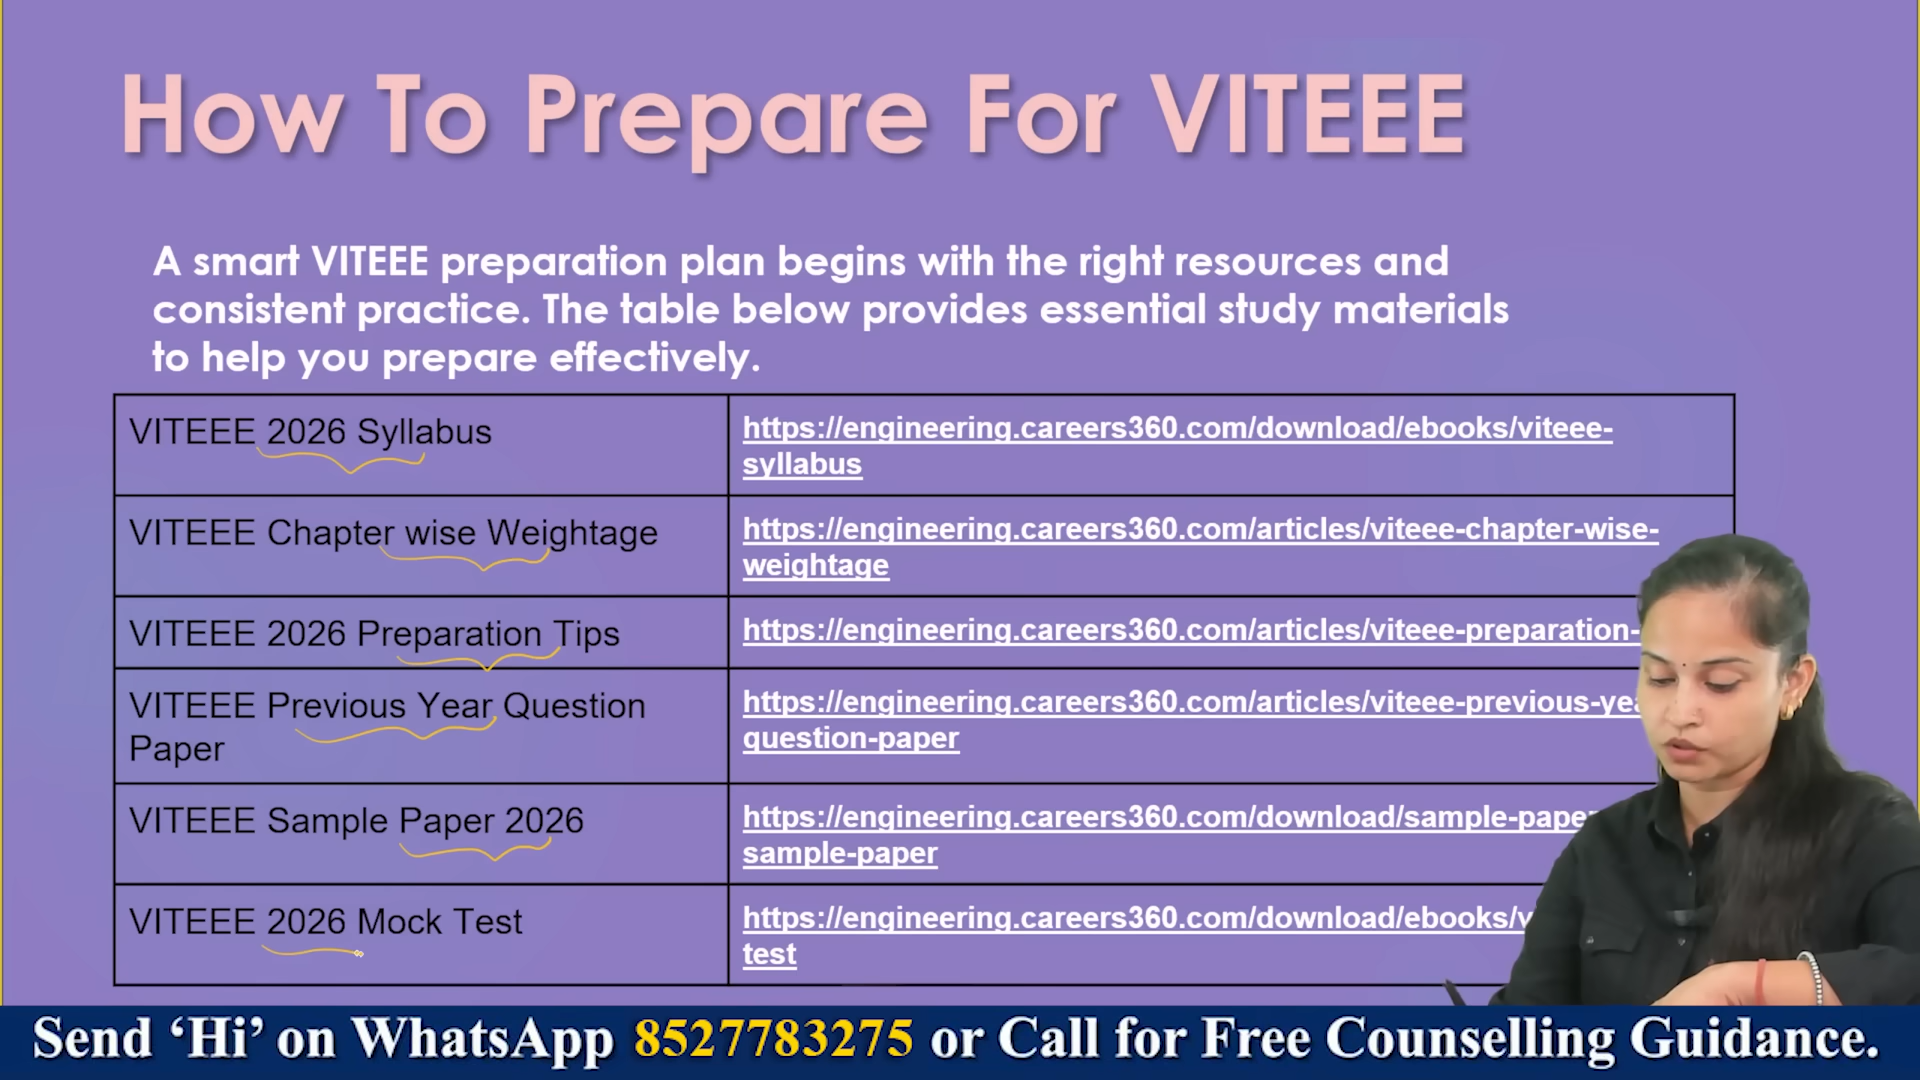 How To Prepare For VITEEE
A smart VITEEE preparation plan begins with the right resources and
consistent practice. The table below provides essential study materials
to help you prepare effectively.
VITEEE 2026 Syllabus
https://engineering.careers360.com/download/ebooks/viteee-
syllabus
VITEEE Chapter wise Weightage
https://engineering.careers360.com/articles/viteee-chapter-wise-
weightage
VITEEE 2026 Preparation Tips
https://engineering.careers360.com/articles/viteee-preparation-
VITEEE Previous Year Question
Paper
https://engineering.careers360.com/articles/viteee-previous-yea
question-paper
VITEEE Sample Paper 2026
https://engineering.careers360.com/download/sample-paper
sample-paper
VITEEE 2026 Mock Test
https://engineering.careers360.com/download/ebooks/v
test
Send ‘Hi’ on WhatsApp 8527783275 or Call for Free Counselling Guidance.